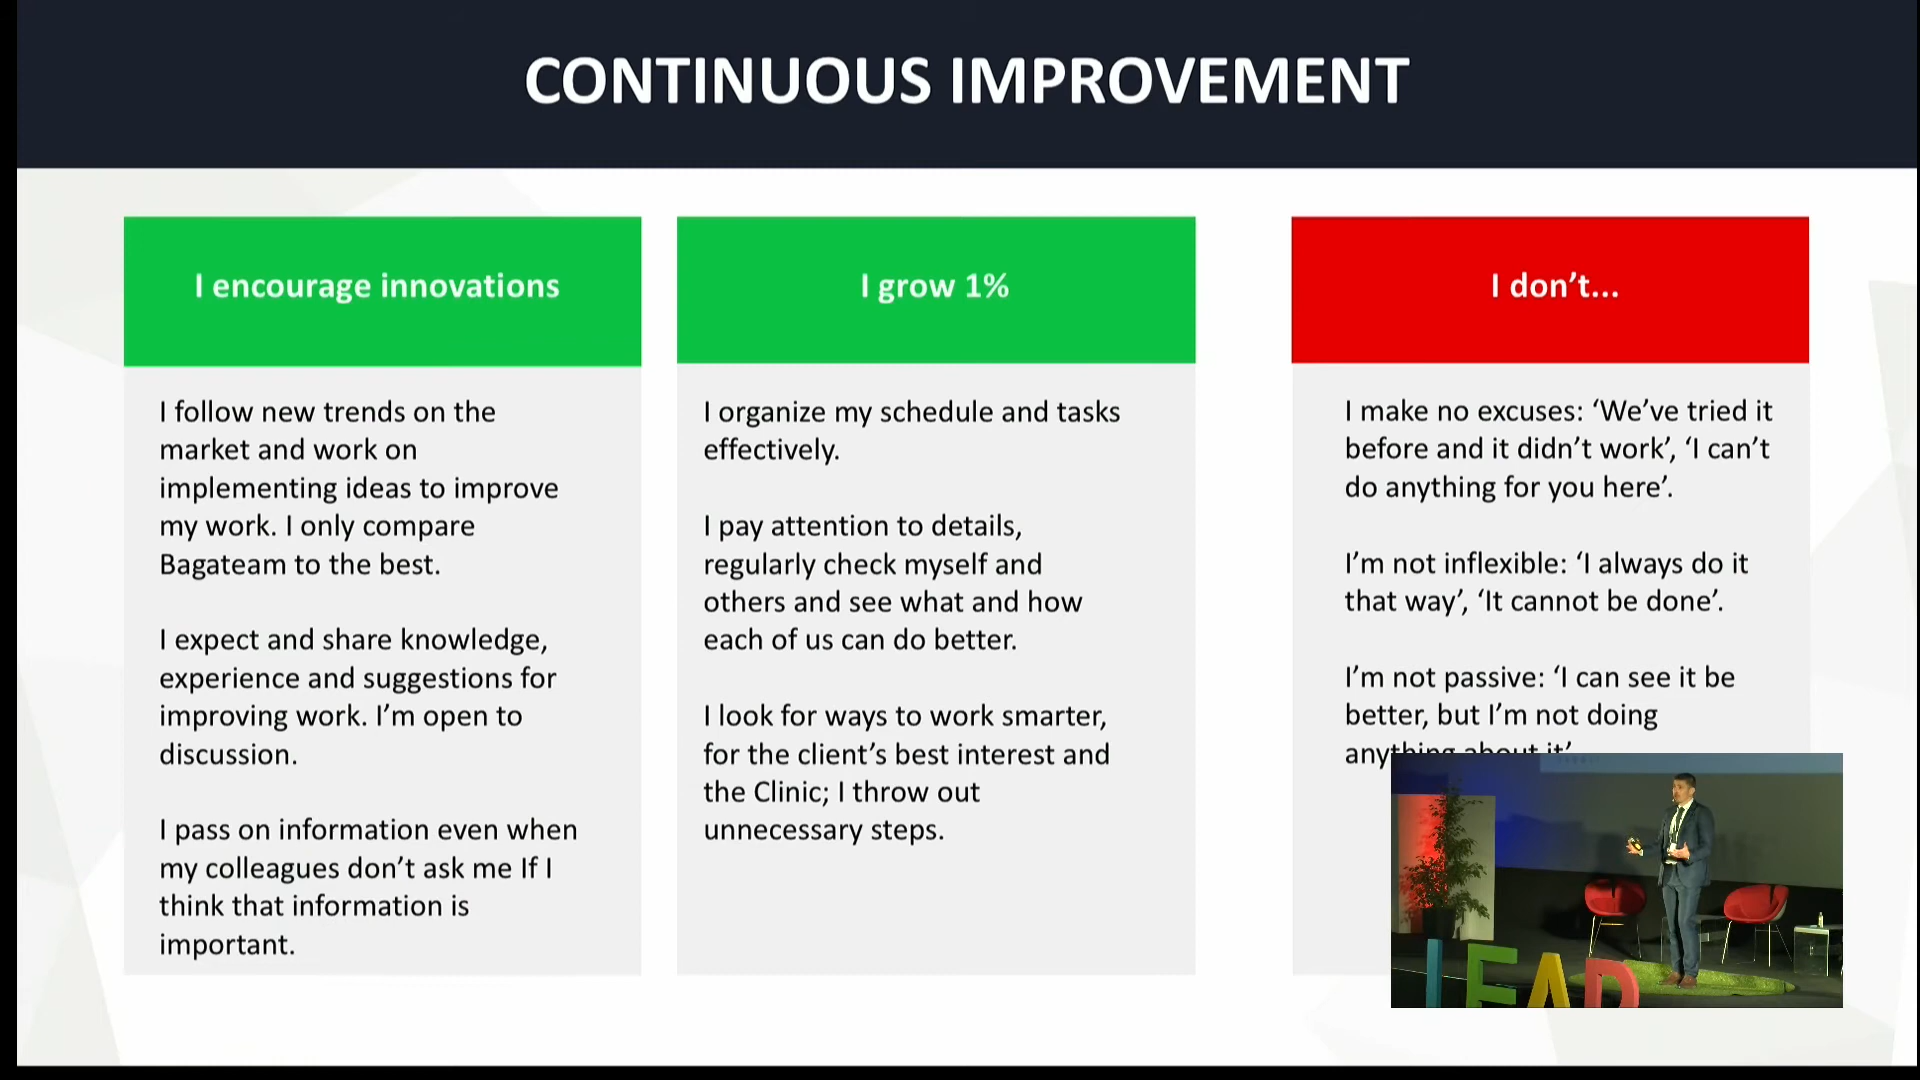 CONTINUOUS IMPROVEMENT
I encourage innovations
I follow new trends on the
market and work on
implementing ideas to improve
my work. I only compare
Bagateam to the best.
I expect and share knowledge,
experience and suggestions for
improving work. I’m open to
discussion.
I pass on information even when
my colleagues don’t ask me If I
think that information is
important.
I grow 1%
I organize my schedule and tasks
effectively.
I pay attention to details,
regularly check myself and
others and see what and how
each of us can do better.
I look for ways to work smarter,
for the client’s best interest and
the Clinic; I throw out
unnecessary steps.
I don’t...
I make no excuses: ‘We’ve tried it
before and it didn’t work’, ‘I can’t
do anything for you here’.
I’m not inflexible: ‘I always do it
that way’, ‘It cannot be done’.
I’m not passive: ‘I can see it be
better, but I’m not doing
anything about it’
LEAD